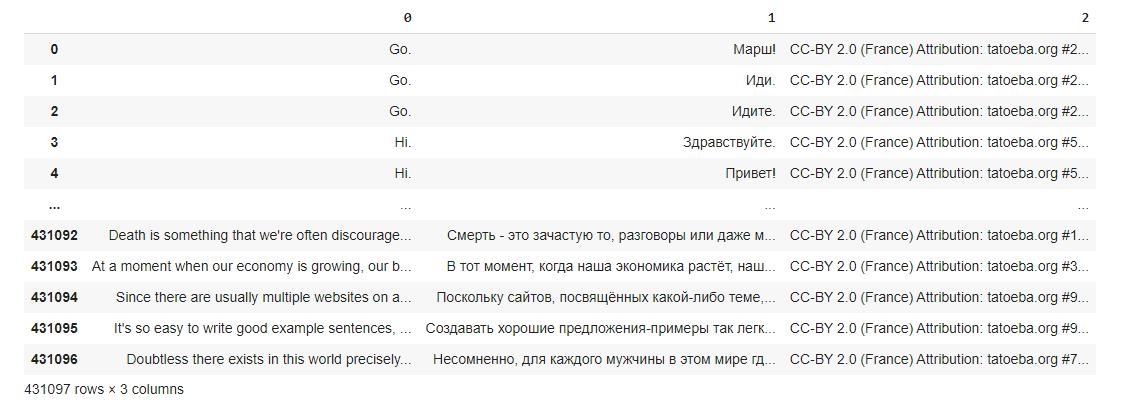 0 1 2
0 Go. Марш! CC-BY 2.0 (France) Attribution: tatoeba.org #2...
1 Go. Иди. CC-BY 2.0 (France) Attribution: tatoeba.org #2...
2 Go. Идите. CC-BY 2.0 (France) Attribution: tatoeba.org #2...
3 Hi. Здравствуйте. CC-BY 2.0 (France) Attribution: tatoeba.org #5...
4 Hi. Привет! CC-BY 2.0 (France) Attribution: tatoeba.org #5...
... ... ... ...
431092 Death is something that we're often discourage... Смерть - это зачастую то, разговоры или даже м... CC-BY 2.0 (France) Attribution: tatoeba.org #1...
431093 At a moment when our economy is growing, our b... В тот момент, когда наша экономика растёт, наш... CC-BY 2.0 (France) Attribution: tatoeba.org #3...
431094 Since there are usually multiple websites on a... Поскольку сайтов, посвящённых какой-либо теме,... CC-BY 2.0 (France) Attribution: tatoeba.org #9...
431095 It's so easy to write good example sentences, ... Создавать хорошие предложения-примеры так легк... CC-BY 2.0 (France) Attribution: tatoeba.org #9...
431096 Doubtless there exists in this world precisely... Несомненно, для каждого мужчины в этом мире гд... CC-BY 2.0 (France) Attribution: tatoeba.org #7...
431097 rows × 3 columns